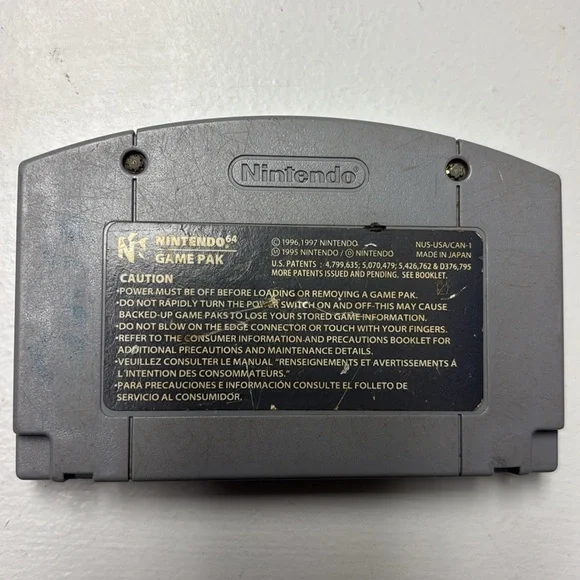 Nintendo
NINTENDO64
GAME PAK
© 1996,1997 NINTENDO
Ⓜ 1995 NINTENDO / Ⓓ NINTENDO
NUS-USA/CAN-1
MADE IN JAPAN
U.S. PATENTS : 4,799,635; 5,070,479; 5,426,762 & D376,795
MORE PATENTS ISSUED AND PENDING. SEE BOOKLET.
CAUTION
•POWER MUST BE OFF BEFORE LOADING OR REMOVING A GAME PAK.
•DO NOT RAPIDLY TURN THE POWER SWITCH ON AND OFF-THIS MAY CAUSE
BACKED-UP GAME PAKS TO LOSE YOUR STORED GAME INFORMATION.
•DO NOT BLOW ON THE EDGE CONNECTOR OR TOUCH WITH YOUR FINGERS.
•REFER TO THE CONSUMER INFORMATION AND PRECAUTIONS BOOKLET FOR
ADDITIONAL PRECAUTIONS AND MAINTENANCE DETAILS.
•VEUILLEZ CONSULTER LE MANUEL "RENSEIGNEMENTS ET AVERTISSEMENTS À
L'INTENTION DES CONSOMMATEURS."
•PARA PRECAUCIONES E INFORMACIÓN CONSULTE EL FOLLETO DE
SERVICIO AL CONSUMIDOR.